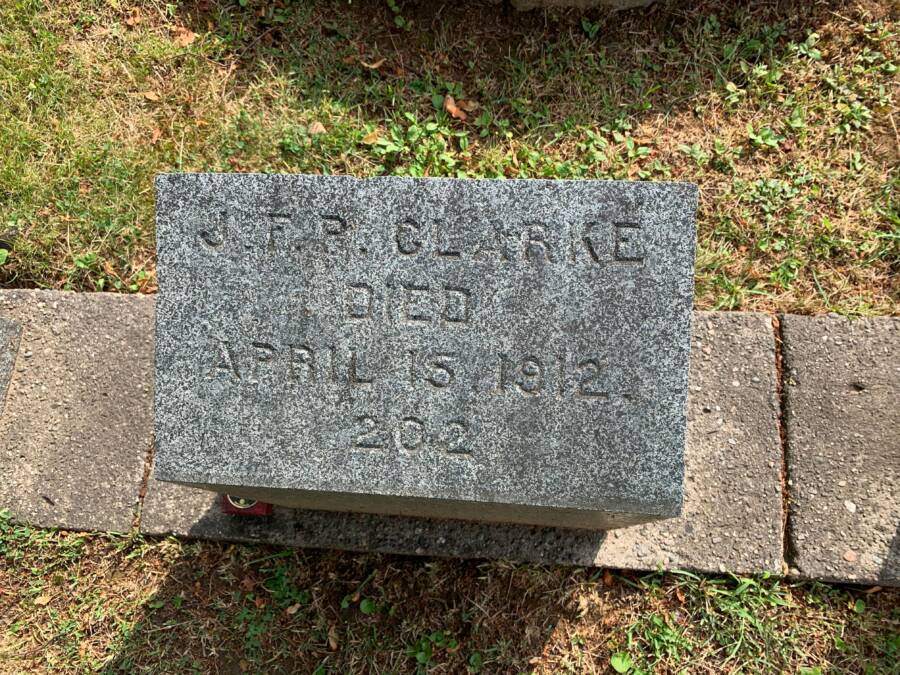 J.F.P. CLARKE
DIED
APRIL 15, 1912.
202